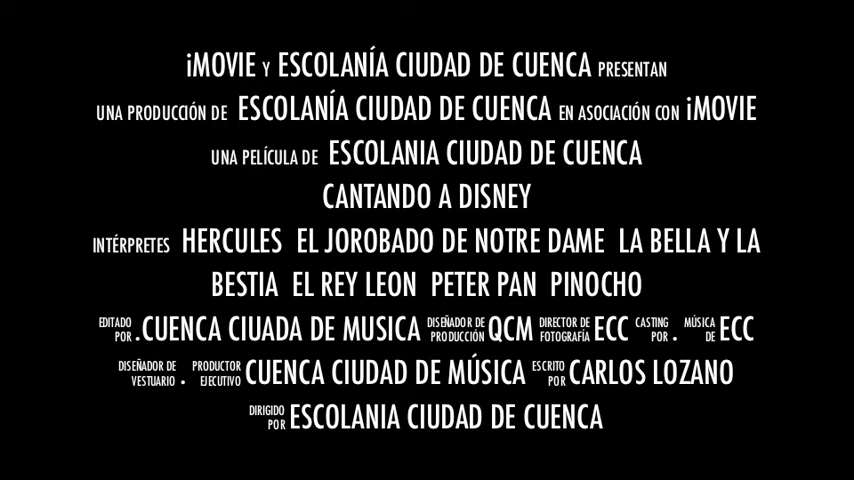 iMOVIE Y ESCOLANÍA CIUDAD DE CUENCA PRESENTAN
UNA PRODUCCIÓN DE ESCOLANÍA CIUDAD DE CUENCA EN ASOCIACIÓN CON iMOVIE
UNA PELÍCULA DE ESCOLANIA CIUDAD DE CUENCA
CANTANDO A DISNEY
INTÉRPRETES HERCULES EL JOROBADO DE NOTRE DAME LA BELLA Y LA
BESTIA EL REY LEON PETER PAN PINOCHO
EDITADO POR .CUENCA CIUADA DE MUSICA DISEÑADOR DE PRODUCCIÓN QCM DIRECTOR DE FOTOGRAFÍA ECC CASTING POR . MÚSICA DE ECC
DISEÑADOR DE VESTUARIO . PRODUCTOR EJECUTIVO CUENCA CIUDAD DE MÚSICA ESCRITO POR CARLOS LOZANO
DIRIGIDO POR ESCOLANIA CIUDAD DE CUENCA